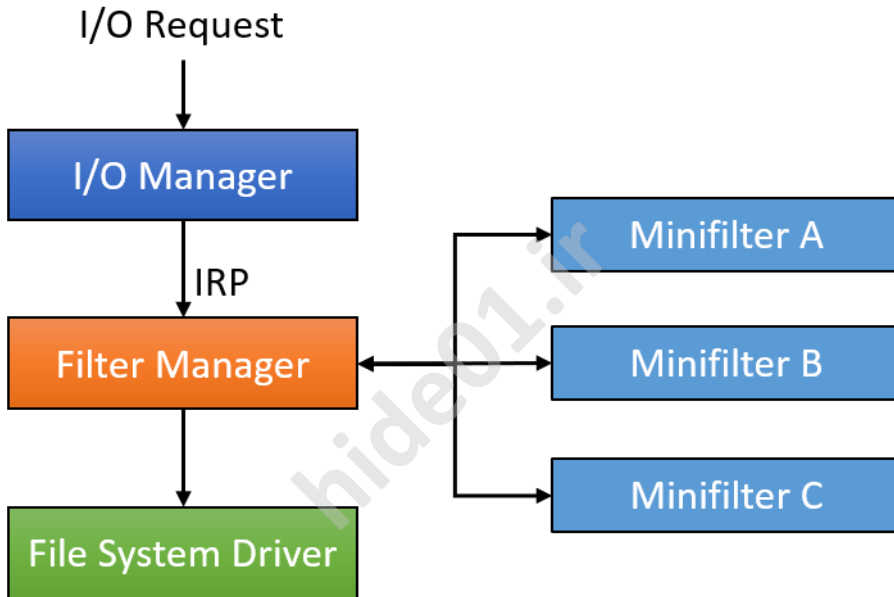 I/O Request
I/O Manager
IRP
Filter Manager
File System Driver
Minifilter A
Minifilter B
Minifilter C
hide01.ir